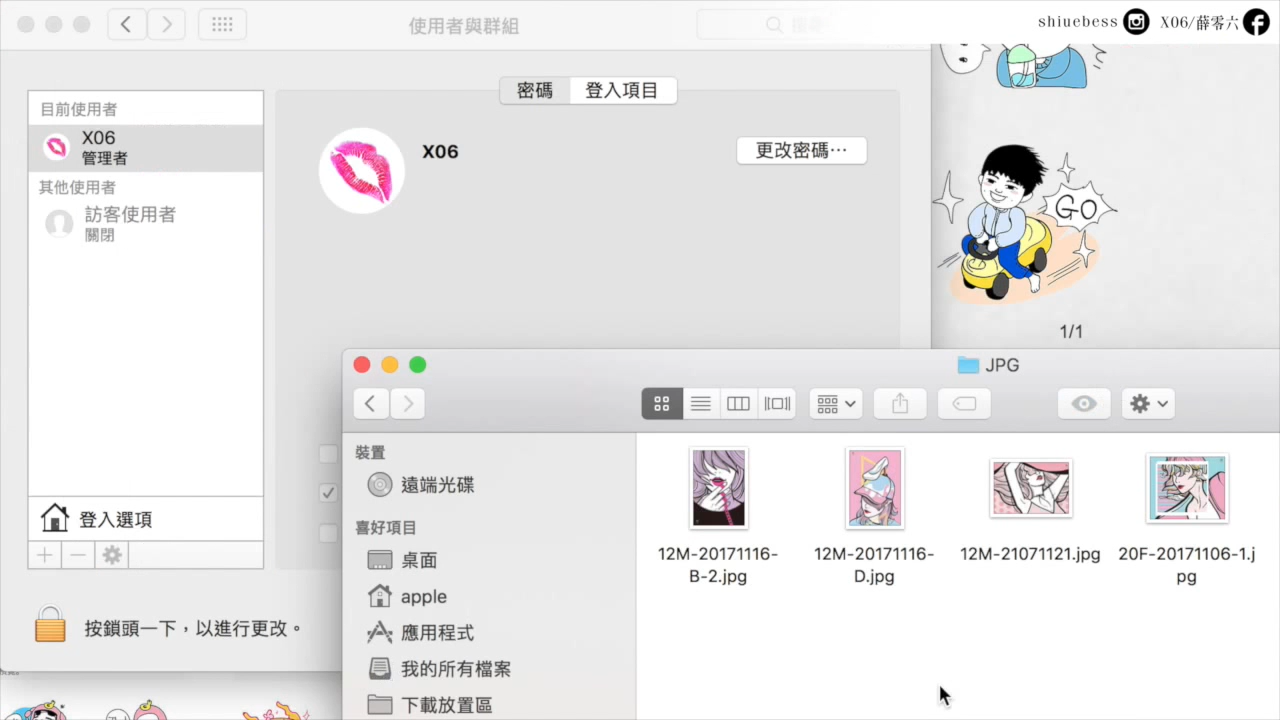 使用者與群組
shiuebess X06/薛零六
密碼 登入項目
目前使用者
X06
管理者
其他使用者
訪客使用者
關閉
X06
更改密碼…
登入選項
按鎖頭一下，以進行更改。
GO
1/1
JPG
裝置
遠端光碟
喜好項目
桌面
apple
應用程式
我的所有檔案
下載放置區
12M-20171116-
B-2.jpg
12M-20171116-
D.jpg
12M-21071121.jpg
20F-20171106-1.j
pg